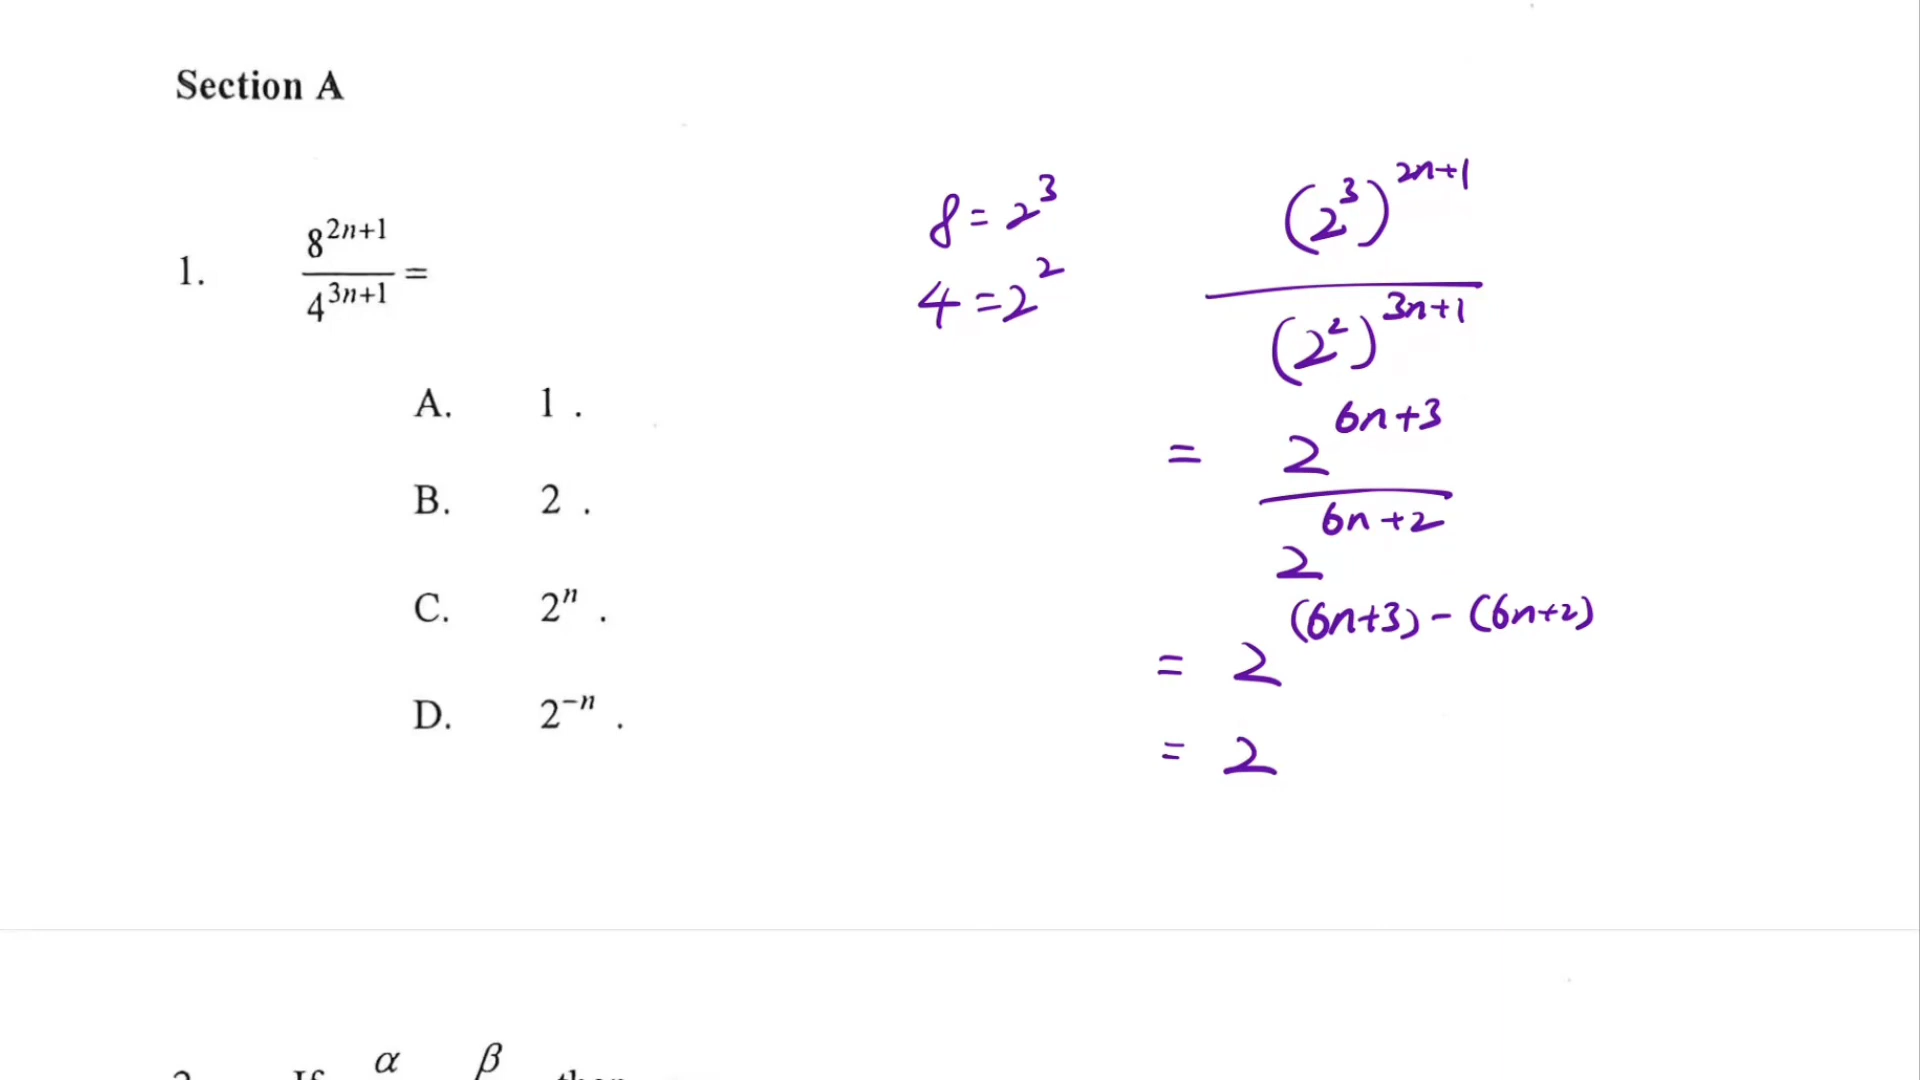 Section A
1. 8^{2n+1}/4^{3n+1} =
A. 1 .
B. 2 .
C. 2^n .
D. 2^{-n} .
8 = 2^3
4 = 2^2
(2^3)^{2n+1}
(2^2)^{3n+1}
= 2^{6n+3}
2^{6n+2}
= 2^{(6n+3) - (6n+2)}
= 2
α β